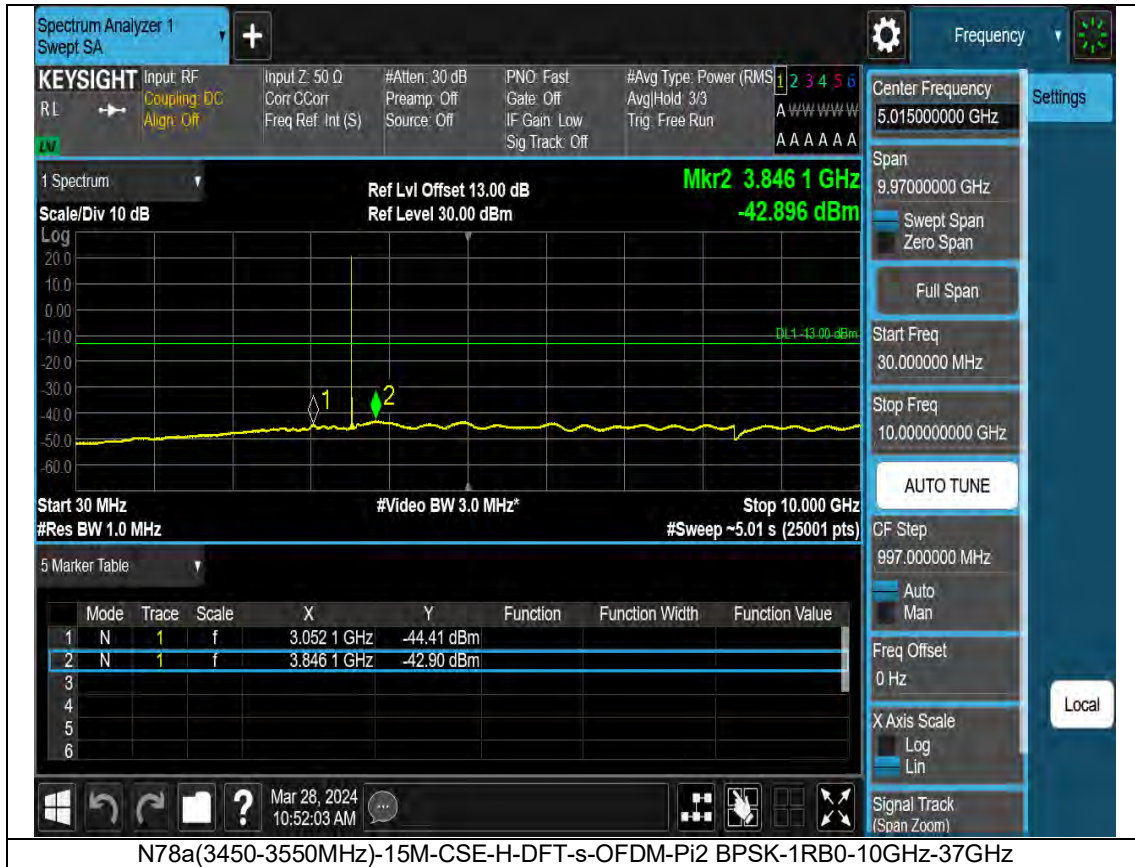 Spectrum Analyzer 1
Swept SA
Frequency
KEYSIGHT
RL
LXI
Input: RF
Coupling: DC
Align: Off
Input Z: 50 Ω
Corr CCorr
Freq Ref: Int (S)
#Atten: 30 dB
Preamp: Off
Source: Off
PNO: Fast
Gate: Off
IF Gain: Low
Sig Track: Off
#Avg Type: Power (RMS
Avg|Hold: 3/3
Trig: Free Run
1 2 3 4 5 6
A W W W W W
A A A A A A
1 Spectrum
Scale/Div 10 dB
Ref Lvl Offset 13.00 dB
Ref Level 30.00 dBm
Mkr2 3.846 1 GHz
-42.896 dBm
Log
20.0
10.0
0.00
-10.0
-20.0
-30.0
-40.0
-50.0
-60.0
DL1 -13.00 dBm
1
2
Start 30 MHz
#Video BW 3.0 MHz*
Stop 10.000 GHz
#Res BW 1.0 MHz
#Sweep ~5.01 s (25001 pts)
5 Marker Table
Mode Trace Scale X Y Function Function Width Function Value
1 N 1 f 3.052 1 GHz -44.41 dBm
2 N 1 f 3.846 1 GHz -42.90 dBm
3
4
5
6
Mar 28, 2024
10:52:03 AM
Center Frequency
5.015000000 GHz
Settings
Span
9.97000000 GHz
Swept Span
Zero Span
Full Span
Start Freq
30.000000 MHz
Stop Freq
10.000000000 GHz
AUTO TUNE
CF Step
997.000000 MHz
Auto
Man
Freq Offset
0 Hz
Local
X Axis Scale
Log
Lin
Signal Track
(Span Zoom)
N78a(3450-3550MHz)-15M-CSE-H-DFT-s-OFDM-Pi2 BPSK-1RB0-10GHz-37GHz